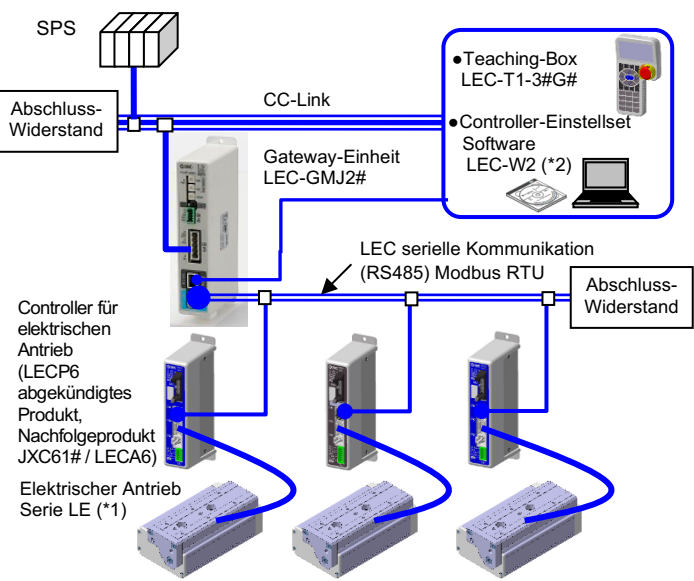 SPS
●Teaching-Box
LEC-T1-3#G#
Abschluss-
Widerstand
CC-Link
●Controller-Einstellset
Software
LEC-W2 (*2)
Gateway-Einheit
LEC-GMJ2#
LEC serielle Kommunikation
(RS485) Modbus RTU
Abschluss-
Widerstand
Controller für
elektrischen
Antrieb
(LECP6
abgekündigtes
Produkt,
Nachfolgeprodukt
JXC61# / LECA6)
Elektrischer Antrieb
Serie LE (*1)